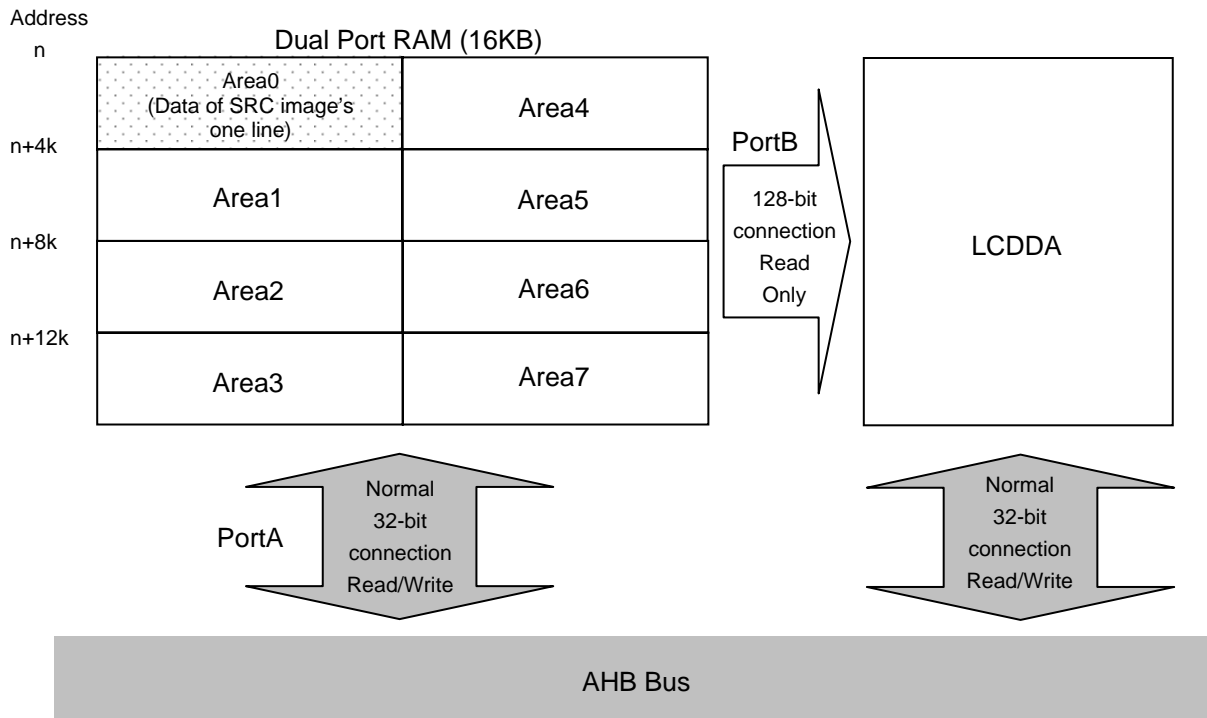 Address
n
Dual Port RAM (16KB)
Area0
(Data of SRC image's
one line)
Area4
n+4k
Area1
Area5
n+8k
Area2
Area6
n+12k
Area3
Area7
PortB
128-bit
connection
Read
Only
LCDDA
PortA
Normal
32-bit
connection
Read/Write
Normal
32-bit
connection
Read/Write
AHB Bus